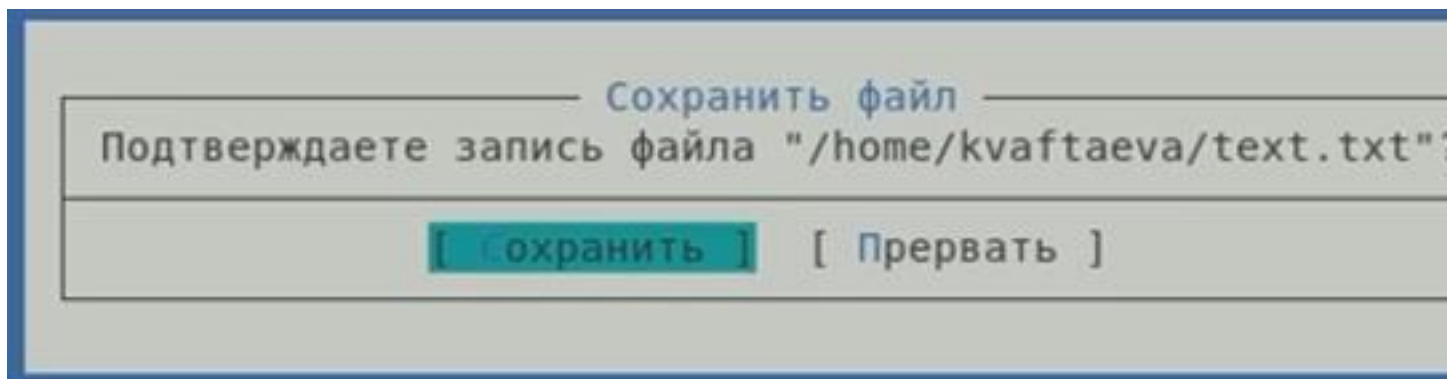 Сохранить файл
Подтверждаете запись файла "/home/kvaftaeva/text.txt"?
[ Сохранить ] [ Прервать ]